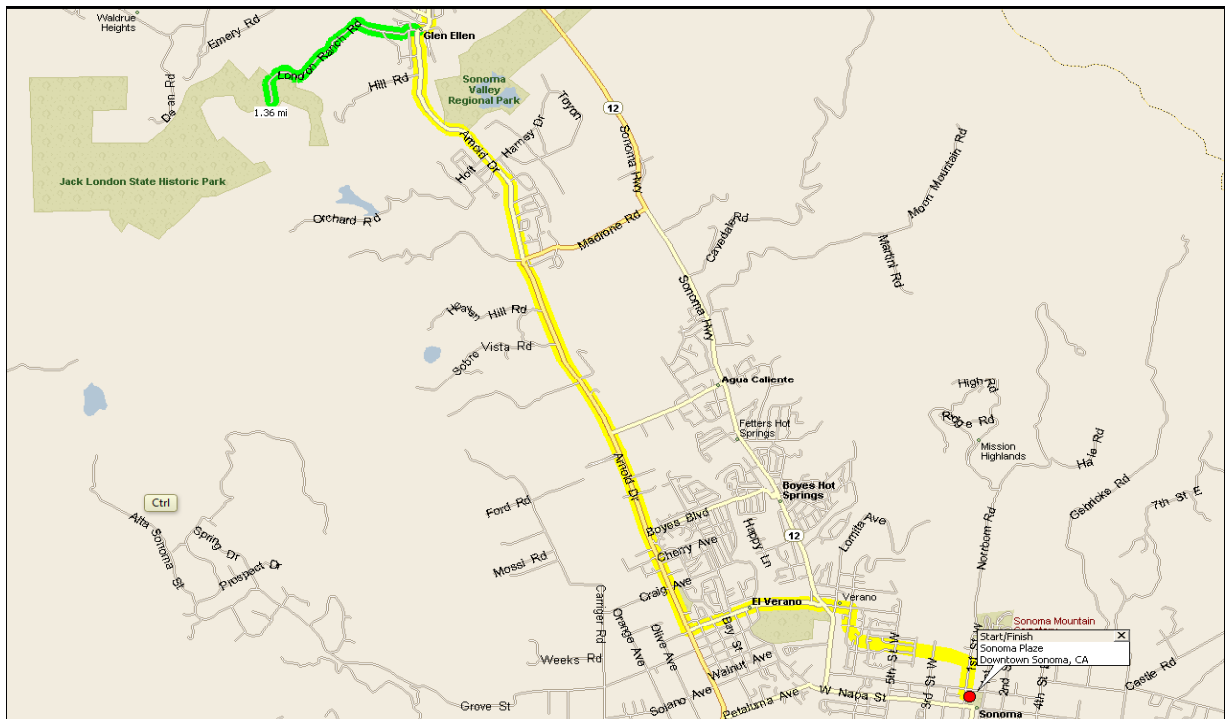 Waldrue
Heights
Emery Rd
London Ranch Rd
Glen Ellen
Hill Rd
Sonoma
Valley
Regional Park
Toyon
12
Sonoma Hwy
1.36 mi
Arnold Dr
Harney Dr
Holt
Jack London State Historic Park
Orchard Rd
Madrone Rd
Cavedale Rd
Moon Mountain Rd
Martini Rd
Sonoma Hwy
Hill Rd
Sobre Vista Rd
Agua Caliente
High Rd
Fetters Hot
Springs
Mission
Highlands
Arnold Dr
Boyes Hot
Springs
Ctrl
Ford Rd
Alta Sonoma St
Spring Dr
Prospect Dr
Boyes Blvd
Happy Ln
12
Lomita Ave
Norrbom Rd
Gehricke Rd
7th St E
Cherry Ave
Mossi Rd
Craig Ave
Carriger Rd
Orange Ave
Olive Ave
El Verano
Verano
Bay St
Sonoma Mountain
5th St W
3rd St W
1st St W
Start/Finish
Sonoma Plaze
Downtown Sonoma, CA
Weeks Rd
Walnut Ave
2nd St
4th St
Castle Rd
Solano Ave
Petaluma Ave
W Napa St
Grove St
Sonoma